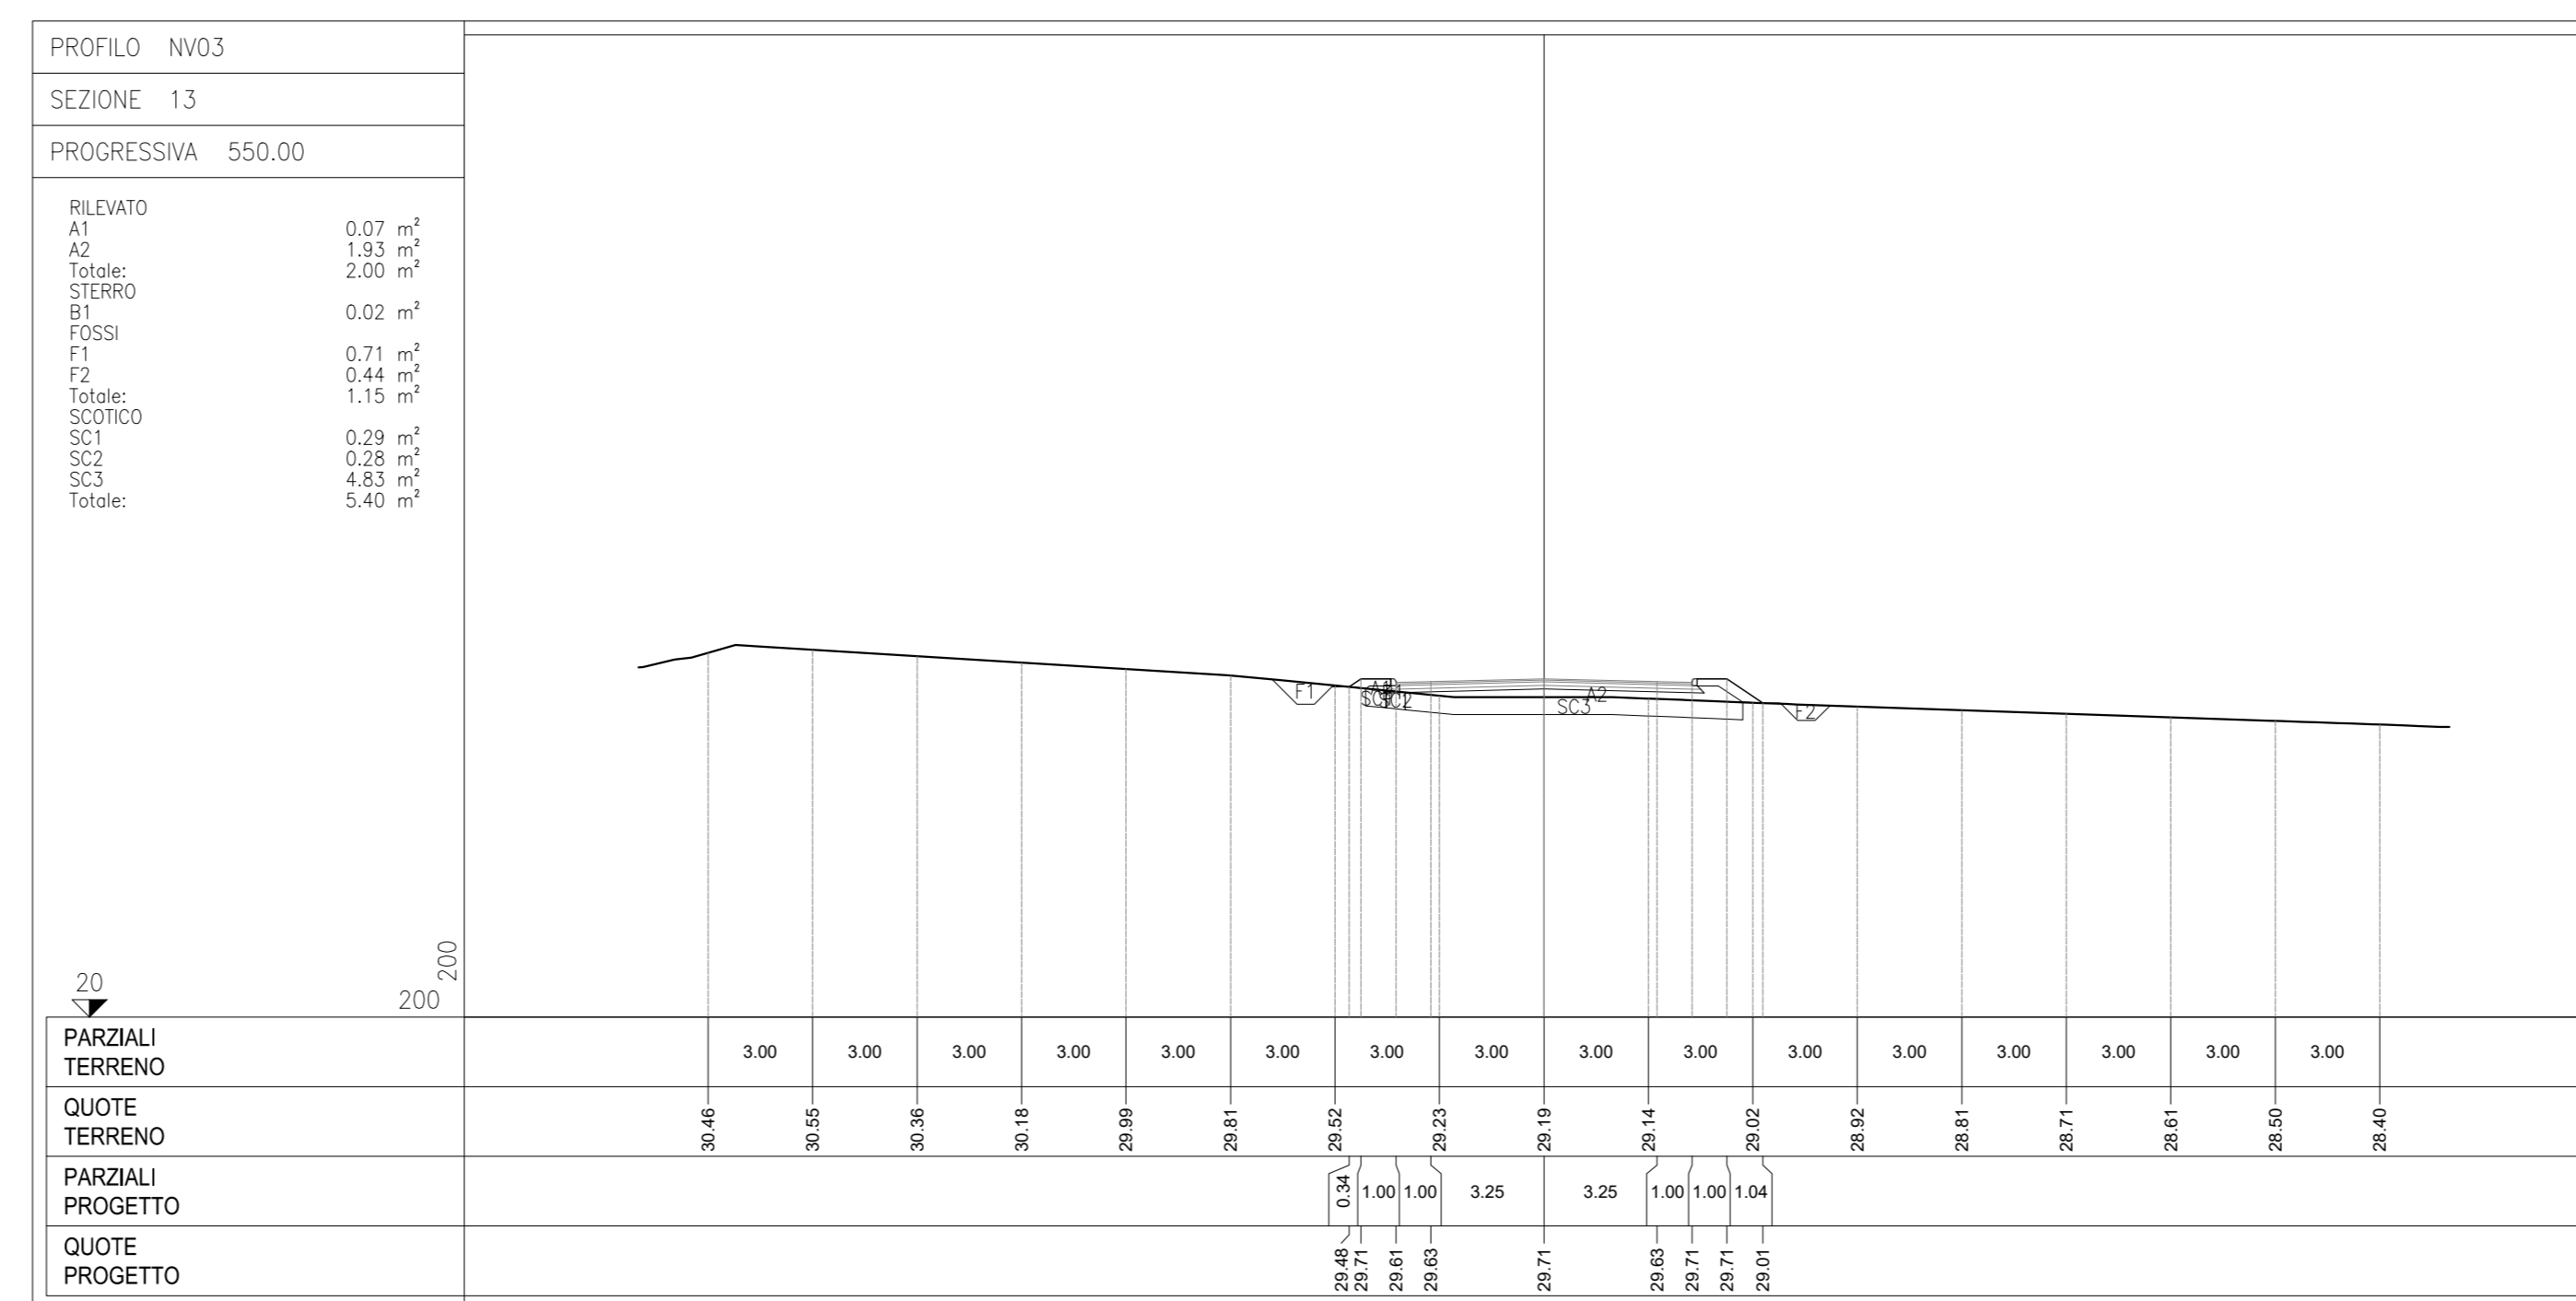 PROFILO NV03
SEZIONE 13
PROGRESSIVA 550.00
RILEVATO
A1 0.07 m²
A2 1.93 m²
Totale: 2.00 m²
STERRO
B1 0.02 m²
FOSSI
F1 0.71 m²
F2 0.44 m²
Totale: 1.15 m²
SCOTICO
SC1 0.29 m²
SC2 0.28 m²
SC3 4.83 m²
Totale: 5.40 m²
F1 SC2 SC3 A2 F2
20 200 200
PARZIALI
TERRENO
3.00 3.00 3.00 3.00 3.00 3.00 3.00 3.00 3.00 3.00 3.00 3.00 3.00 3.00 3.00 3.00
QUOTE
TERRENO
30.46 30.55 30.36 30.18 29.99 29.81 29.52 29.23 29.19 29.14 29.02 28.92 28.81 28.71 28.61 28.50 28.40
PARZIALI
PROGETTO
0.34 1.00 1.00 3.25 3.25 1.00 1.00 1.04
QUOTE
PROGETTO
29.48 29.71 29.61 29.63 29.71 29.63 29.71 29.71 29.01